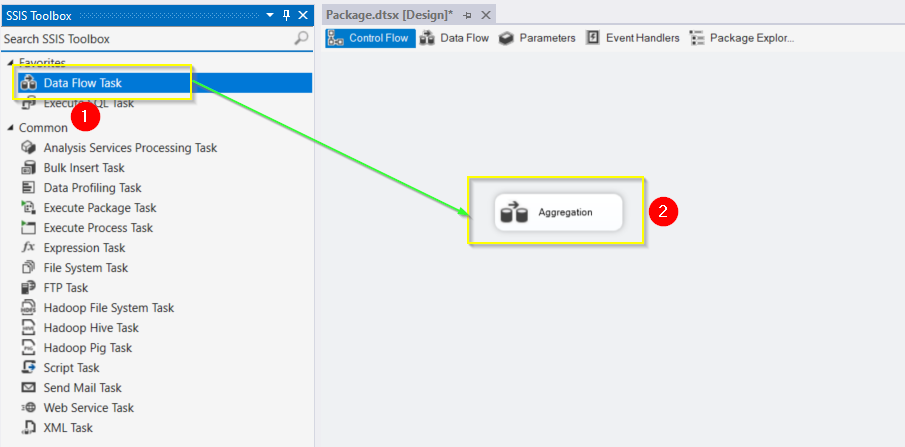 SSIS Toolbox
Search SSIS Toolbox
Favorites
Data Flow Task
Execute SQL Task
1
Common
Analysis Services Processing Task
Bulk Insert Task
Data Profiling Task
Execute Package Task
Execute Process Task
Expression Task
File System Task
FTP Task
Hadoop File System Task
Hadoop Hive Task
Hadoop Pig Task
Script Task
Send Mail Task
Web Service Task
XML Task
Package.dtsx [Design]*
Control Flow Data Flow Parameters Event Handlers Package Explor...
Aggregation
2